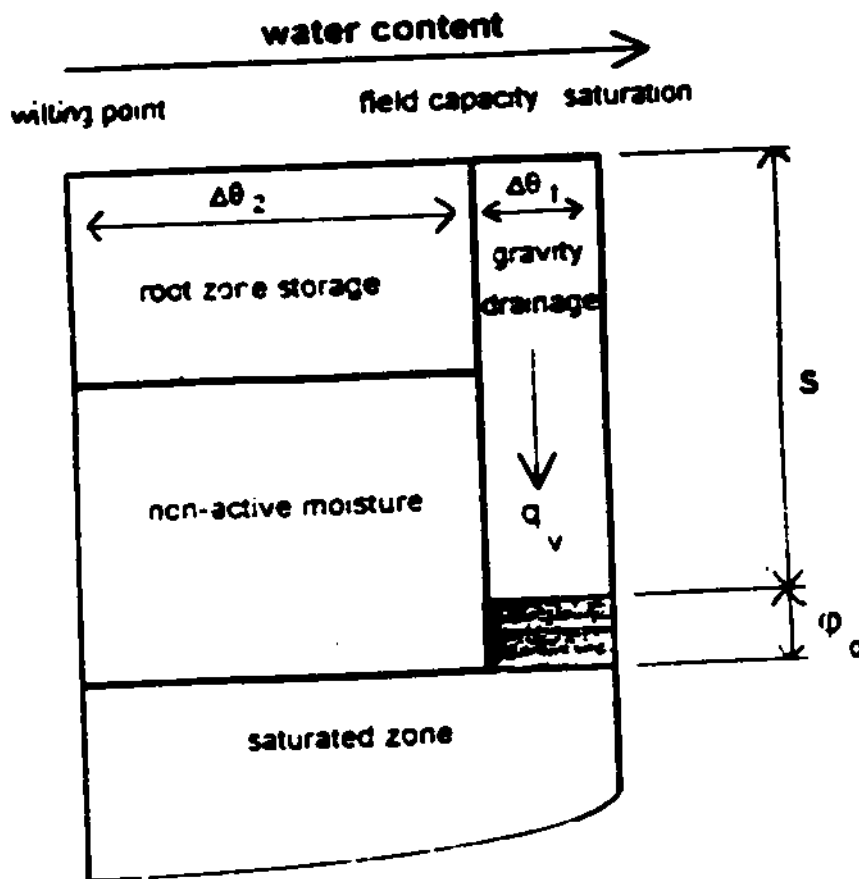 water content
wilting point field capacity saturation
Δθ 2 Δθ 1
gravity
root zone storage
drainage
S
non-active moisture
q v
φ
saturated zone